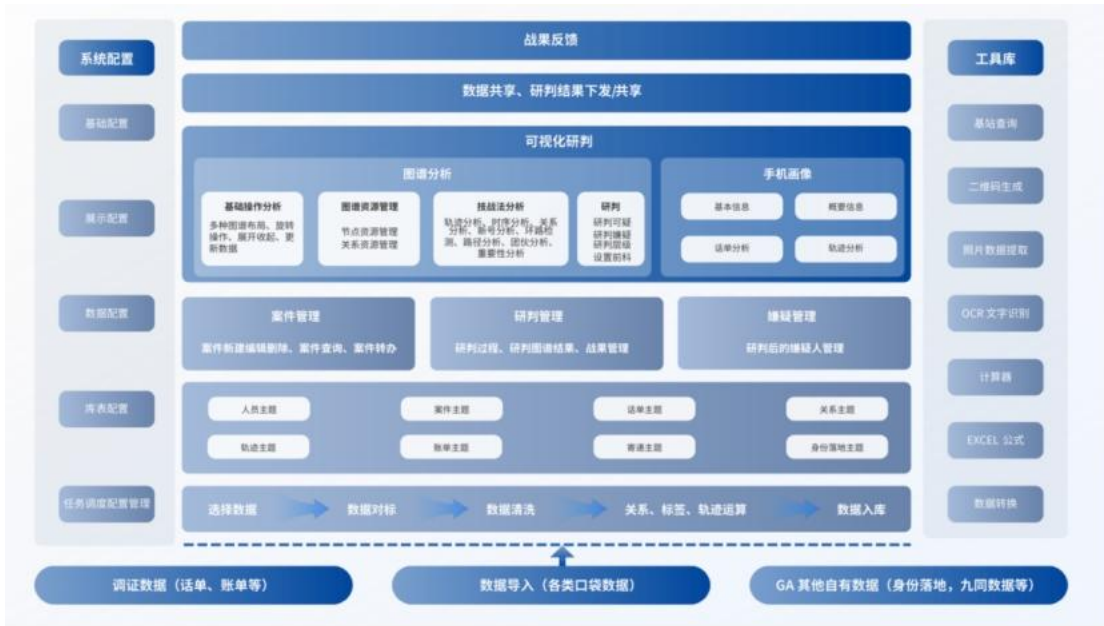 系统配置
基础配置
展示配置
数据配置
库表配置
任务调度配置管理
战果反馈
数据共享、研判结果下发/共享
可视化研判
图谱分析
基础操作分析
多种图谱布局、旋转
操作、展开收起、更
新数据
图谱资源管理
节点资源管理
关系资源管理
技战法分析
轨迹分析、时序分析、关系
分析、新号分析、环路检
测、路径分析、团伙分析、
重要性分析
研判
研判可疑
研判嫌疑
研判层级
设置前科
手机画像
基本信息
概要信息
话单分析
轨迹分析
案件管理
案件新建编辑删除、案件查询、案件转办
研判管理
研判过程、研判图谱结果、战果管理
嫌疑管理
研判后的嫌疑人管理
人员主题
案件主题
话单主题
关系主题
轨迹主题
账单主题
寄递主题
身份落地主题
选择数据
数据对标
数据清洗
关系、标签、轨迹运算
数据入库
调证数据（话单、账单等）
数据导入（各类口袋数据）
GA 其他自有数据（身份落地，九同数据等）
工具库
基站查询
二维码生成
照片数据提取
OCR 文字识别
计算器
EXCEL 公式
数据转换